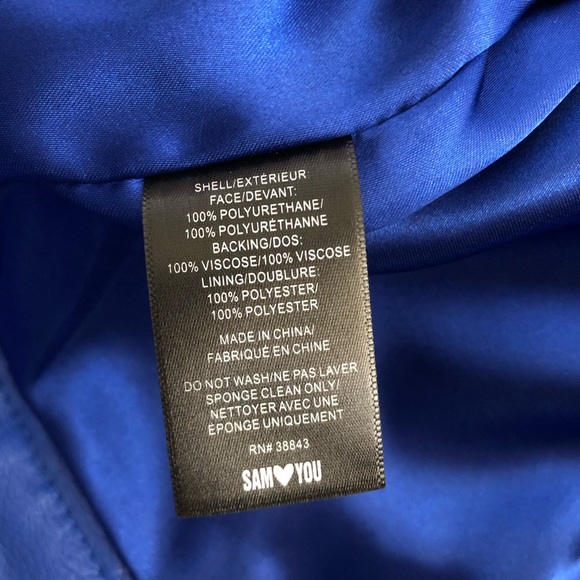 SHELL/EXTÉRIEUR
FACE/DEVANT:
100% POLYURETHANE/
100% POLYURÉTHANNE
BACKING/DOS:
100% VISCOSE/100% VISCOSE
LINING/DOUBLURE:
100% POLYESTER/
100% POLYESTER
MADE IN CHINA/
FABRIQUÉ EN CHINE
DO NOT WASH/NE PAS LAVER
SPONGE CLEAN ONLY/
NETTOYER AVEC UNE
ÉPONGE UNIQUEMENT
RN# 38843
SAM♥YOU